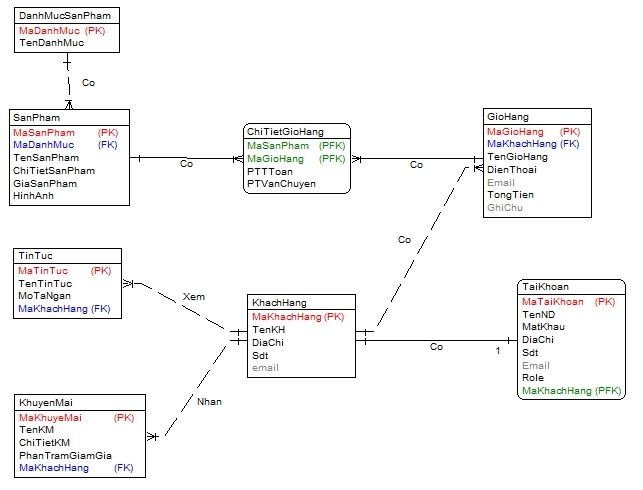 DanhMucSanPham
MaDanhMuc (PK)
TenDanhMuc
Co
SanPham
MaSanPham (PK)
MaDanhMuc (FK)
TenSanPham
ChiTietSanPham
GiaSanPham
HinhAnh
Co
ChiTietGioHang
MaSanPham (PFK)
MaGioHang (PFK)
PTTToan
PTVanChuyen
Co
GioHang
MaGioHang (PK)
MaKhachHang (FK)
TenGioHang
DienThoai
Email
TongTien
GhiChu
Co
TinTuc
MaTinTuc (PK)
TenTinTuc
MoTaNgan
MaKhachHang (FK)
Xem
KhachHang
MaKhachHang (PK)
TenKH
DiaChi
Sdt
email
Co
1
TaiKhoan
MaTaiKhoan (PK)
TenND
MatKhau
DiaChi
Sdt
Email
Role
MaKhachHang (PFK)
Nhan
KhuyenMai
MaKhuyeMai (PK)
TenKM
ChiTietKM
PhanTramGiamGia
MaKhachHang (FK)